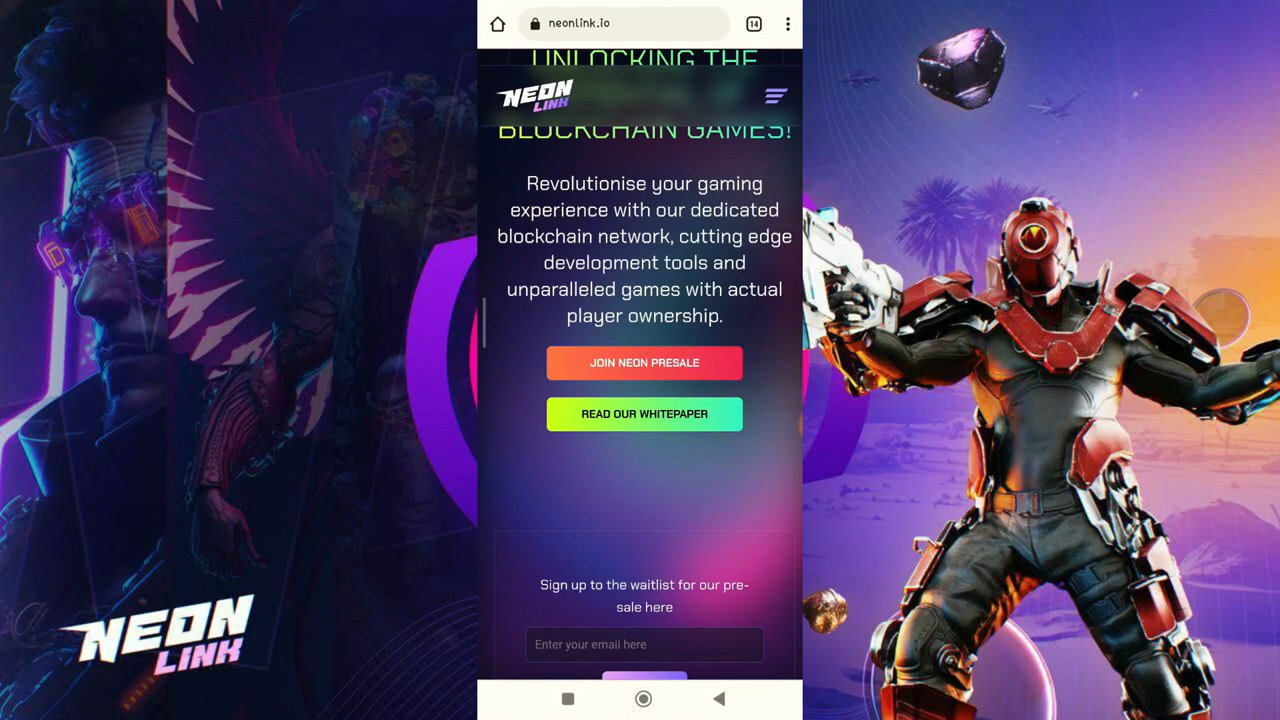 neonlink.io
14
UNLOCKING THE
NEON
LINK
BLOCKCHAIN GAMES!
Revolutionise your gaming
experience with our dedicated
blockchain network, cutting edge
development tools and
unparalleled games with actual
player ownership.
JOIN NEON PRESALE
READ OUR WHITEPAPER
Sign up to the waitlist for our pre-
sale here
Enter your email here
NEON
LINK